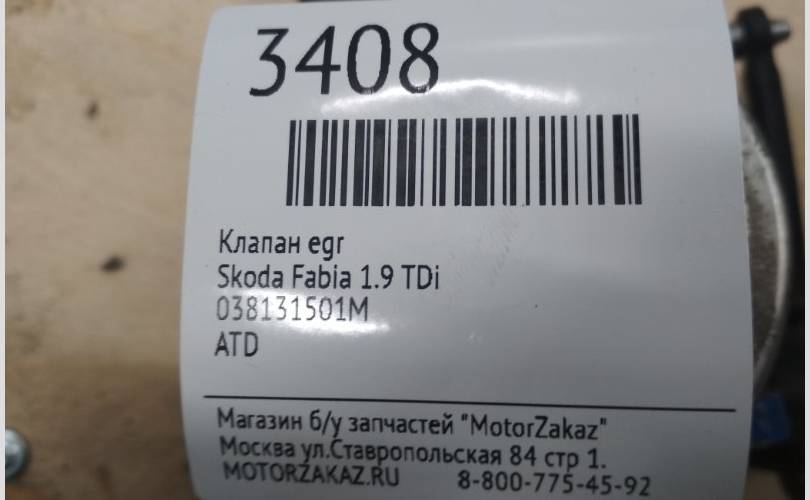 3408
Клапан egr
Skoda Fabia 1.9 TDi
038131501M
ATD
Магазин б/у запчастей "MotorZakaz"
Москва ул.Ставропольская 84 стр 1.
MOTORZAKAZ.RU 8-800-775-45-92